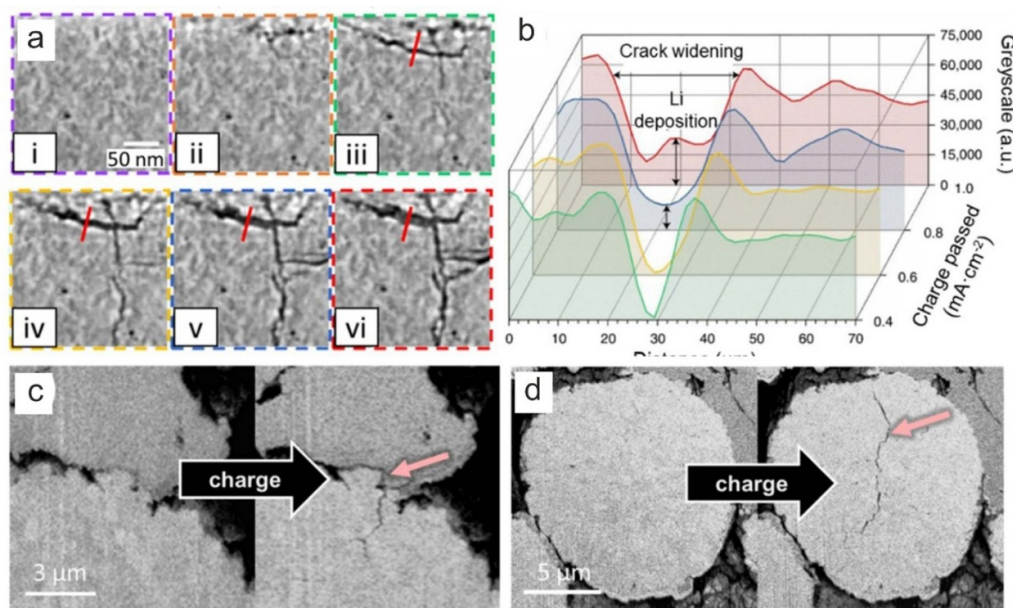 a
i
50 nm
ii
iii
iv
v
vi
b
Crack widening
Li
deposition
75,000
60,000
45,000
30,000
15,000
0
Greyscale (a.u.)
1.0
0.8
0.6
0.4
Charge passed
(mA·cm⁻²)
0 10 20 30 40 50 60 70
c
charge
3 µm
d
charge
5 µm